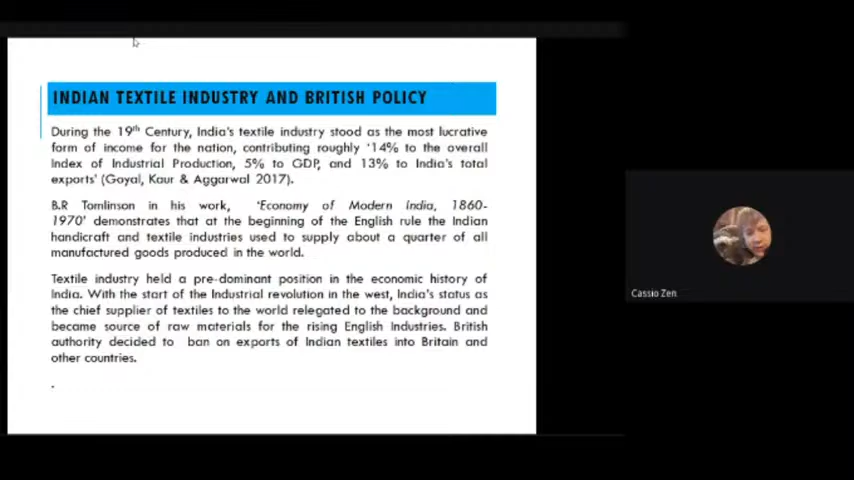 INDIAN TEXTILE INDUSTRY AND BRITISH POLICY
During the 19th Century, India's textile industry stood as the most lucrative
form of income for the nation, contributing roughly '14% to the overall
Index of Industrial Production, 5% to GDP, and 13% to India's total
exports' (Goyal, Kaur & Aggarwal 2017).
B.R Tomlinson in his work, 'Economy of Modern India, 1860-
1970' demonstrates that at the beginning of the English rule the Indian
handicraft and textile industries used to supply about a quarter of all
manufactured goods produced in the world.
Textile industry held a pre-dominant position in the economic history of
India. With the start of the Industrial revolution in the west, India's status as
the chief supplier of textiles to the world relegated to the background and
became source of raw materials for the rising English Industries. British
authority decided to ban on exports of Indian textiles into Britain and
other countries.
.
Cassio Zen